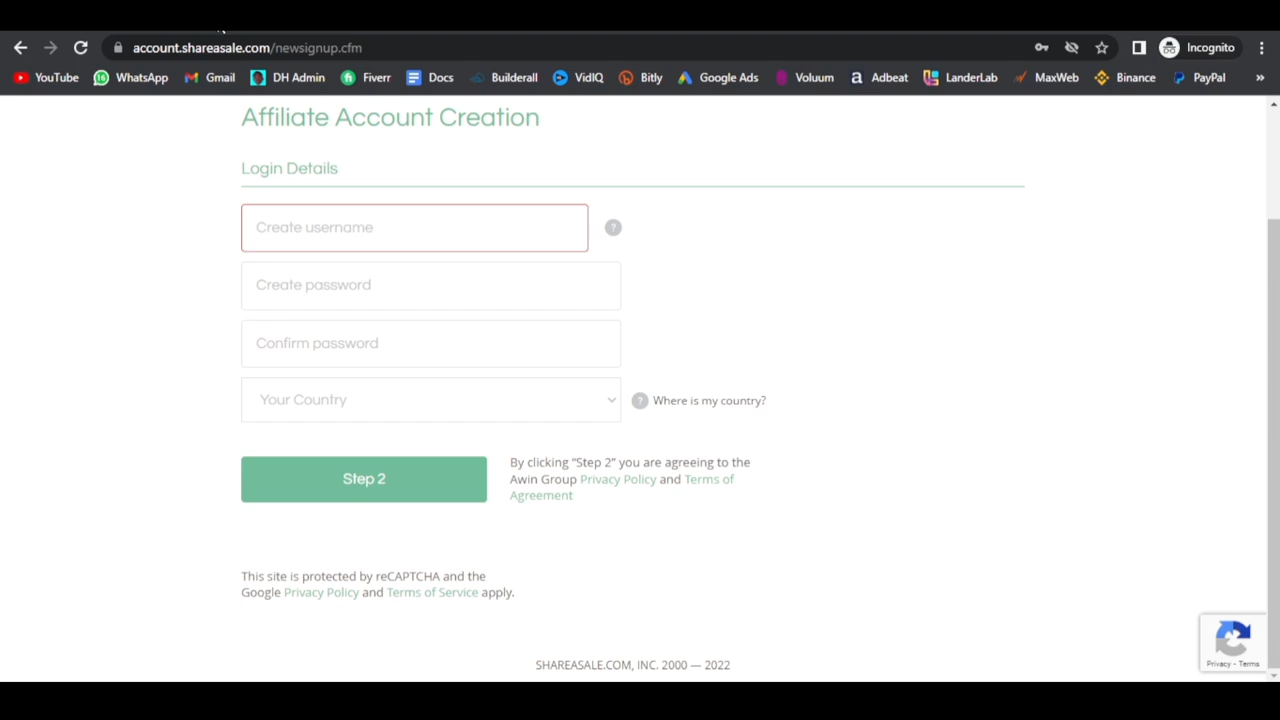 account.shareasale.com/newsignup.cfm
Incognito
YouTube
WhatsApp
Gmail
DH Admin
Fiverr
Docs
Builderall
VidIQ
Bitly
Google Ads
Voluum
Adbeat
LanderLab
MaxWeb
Binance
PayPal
»
Affiliate Account Creation
Login Details
Create username
?
Create password
Confirm password
Your Country
? Where is my country?
Step 2
By clicking “Step 2” you are agreeing to the
Awin Group Privacy Policy and Terms of
Agreement
This site is protected by reCAPTCHA and the
Google Privacy Policy and Terms of Service apply.
Privacy - Terms
SHAREASALE.COM, INC. 2000 — 2022